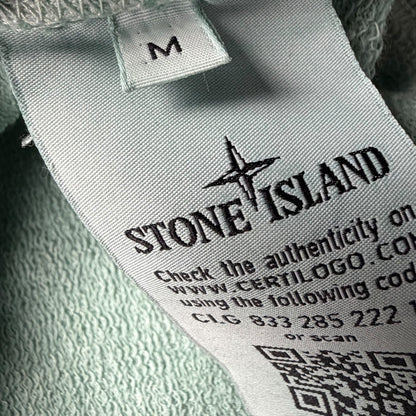 M
STONE ISLAND
Check the authenticity on
WWW.CERTILOGO.COM
using the following code
CLG 833 285 222
or scan